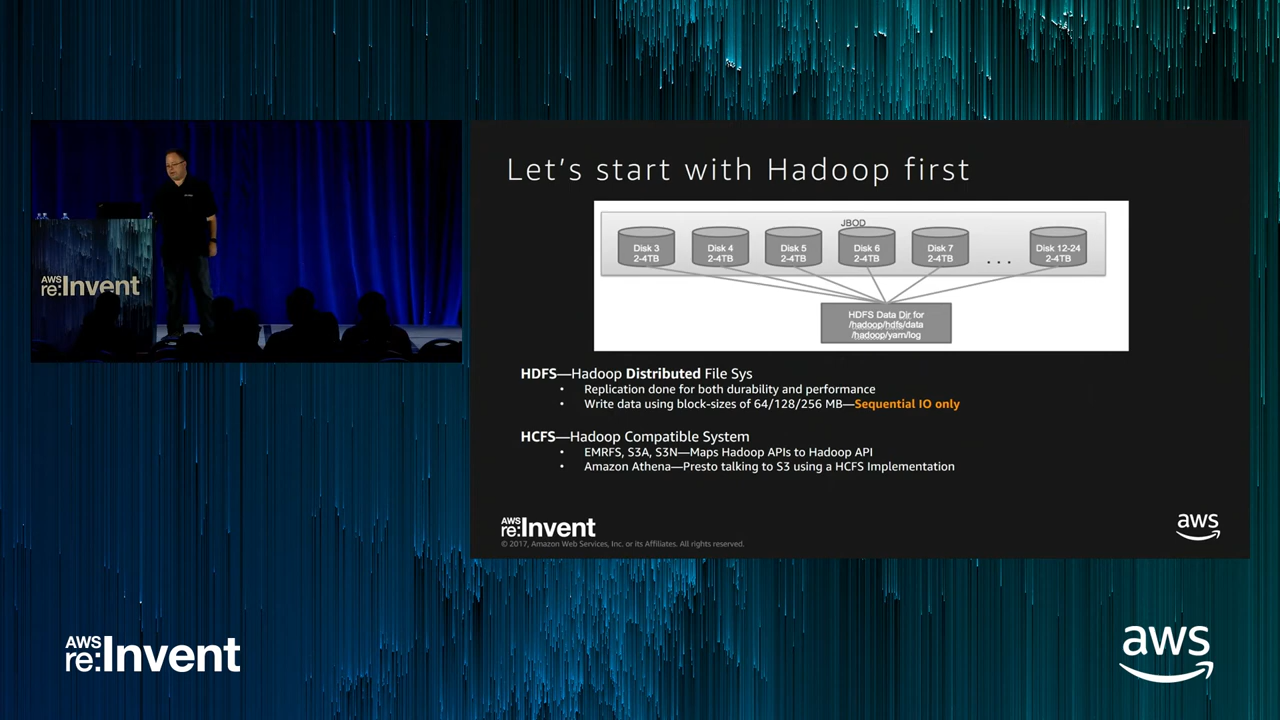 AWS
re:Invent
Let's start with Hadoop first
JBOD
Disk 3
2-4TB
Disk 4
2-4TB
Disk 5
2-4TB
Disk 6
2-4TB
Disk 7
2-4TB
. . .
Disk 12-24
2-4TB
HDFS Data Dir for
/hadoop/hdfs/data
/hadoop/yarn/log
HDFS—Hadoop Distributed File Sys
• Replication done for both durability and performance
• Write data using block-sizes of 64/128/256 MB—Sequential IO only
HCFS—Hadoop Compatible System
• EMRFS, S3A, S3N—Maps Hadoop APIs to Hadoop API
• Amazon Athena—Presto talking to S3 using a HCFS Implementation
AWS
re:Invent
© 2017, Amazon Web Services, Inc. or its Affiliates. All rights reserved.
aws
AWS
re:Invent
aws